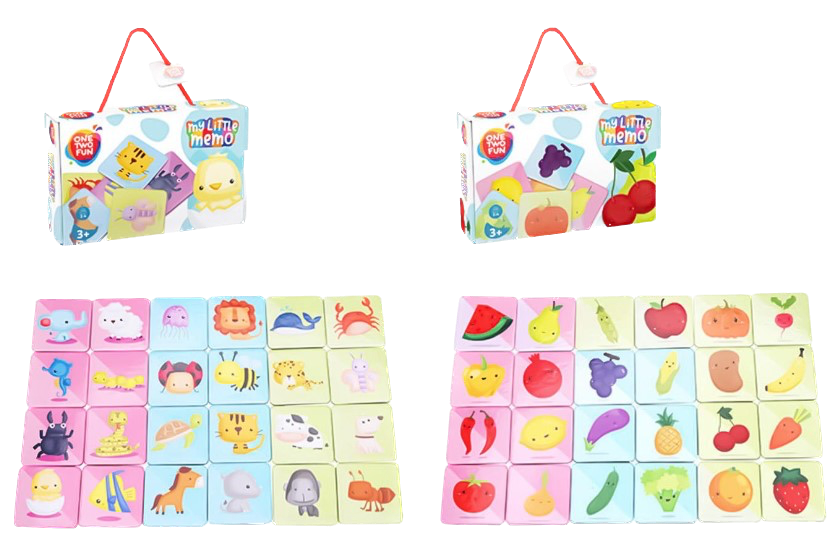 ONE
TWO
FUN
my Little
memo
3+
ONE
TWO
FUN
my Little
memo
3+